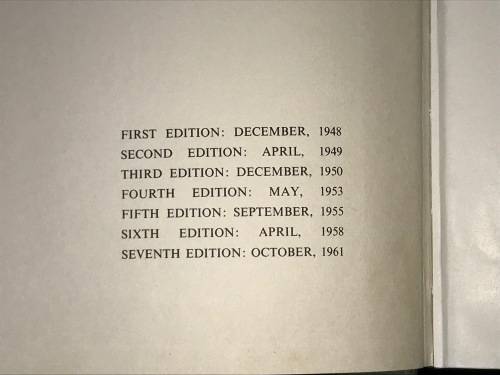 FIRST EDITION: DECEMBER, 1948
SECOND EDITION: APRIL, 1949
THIRD EDITION: DECEMBER, 1950
FOURTH EDITION: MAY, 1953
FIFTH EDITION: SEPTEMBER, 1955
SIXTH EDITION: APRIL, 1958
SEVENTH EDITION: OCTOBER, 1961